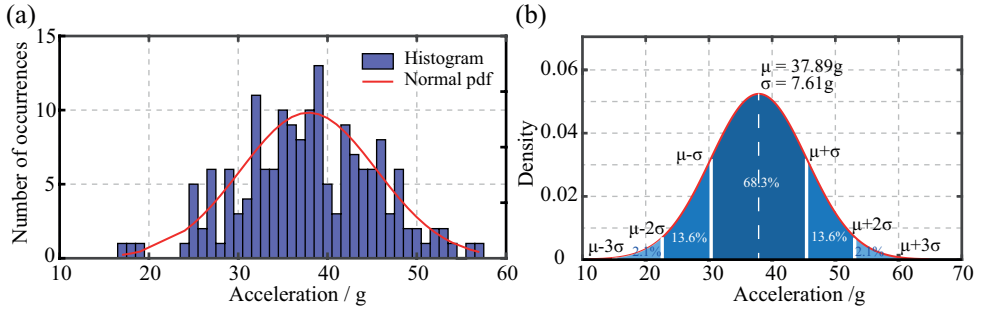 (a)
Number of occurrences
15
10
5
0
10 20 30 40 50 60
Acceleration / g
Histogram
Normal pdf
(b)
Density
0.06
0.04
0.02
0
10 20 30 40 50 60 70
Acceleration /g
μ = 37.89g
σ = 7.61g
μ-σ
μ+σ
68.3%
μ-2σ
μ+2σ
13.6%
13.6%
μ-3σ
μ+3σ
2.1%
2.1%